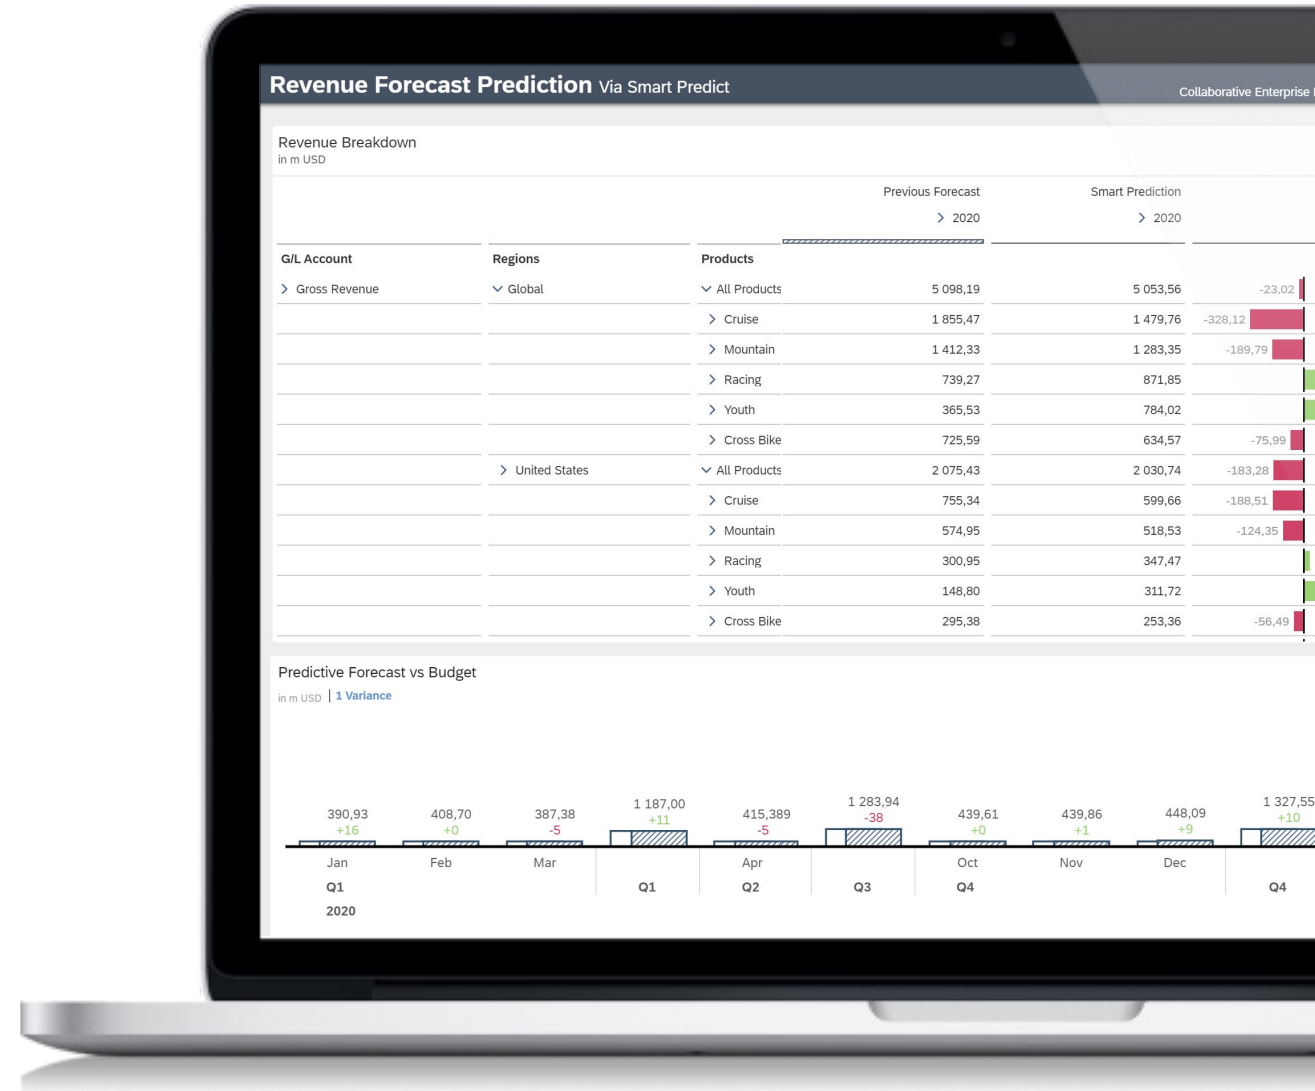 Revenue Forecast Prediction Via Smart Predict
Collaborative Enterprise
Revenue Breakdown
in m USD
Previous Forecast Smart Prediction
2020 2020
G/L Account Regions Products
Gross Revenue Global All Products 5 098,19 5 053,56 -23,02
Cruise 1 855,47 1 479,76 -328,12
Mountain 1 412,33 1 283,35 -189,79
Racing 739,27 871,85
Youth 365,53 784,02
Cross Bike 725,59 634,57 -75,99
United States All Products 2 075,43 2 030,74 -183,28
Cruise 755,34 599,66 -188,51
Mountain 574,95 518,53 -124,35
Racing 300,95 347,47
Youth 148,80 311,72
Cross Bike 295,38 253,36 -56,49
Predictive Forecast vs Budget
in m USD | 1 Variance
390,93 408,70 387,38 1 187,00 415,389 1 283,94 439,61 439,86 448,09 1 327,55
+16 +0 -5 +11 -5 -38 +0 +1 +9 +10
Jan Feb Mar Apr Oct Nov Dec
Q1 Q1 Q2 Q3 Q4 Q4
2020